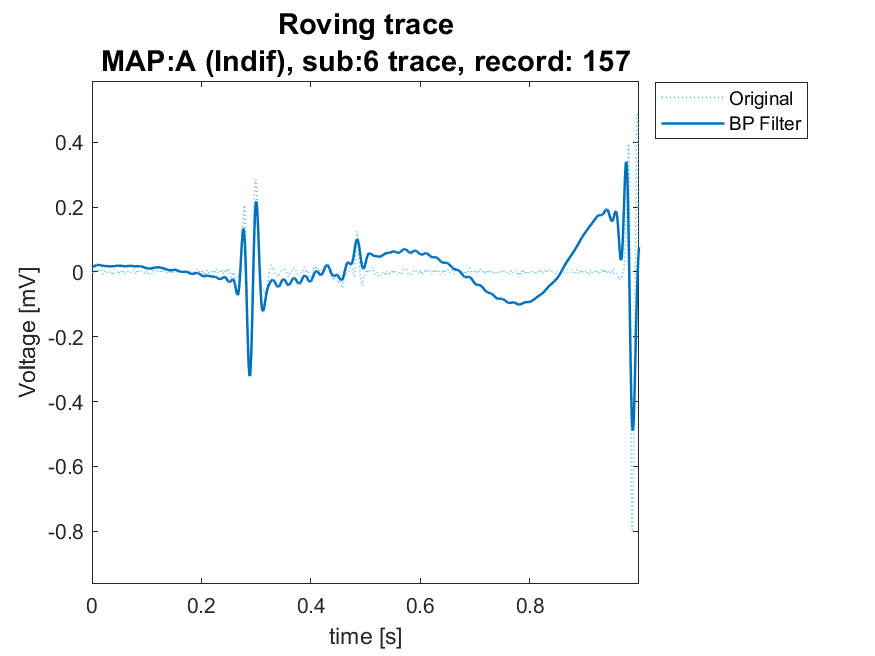 Roving trace
MAP:A (Indif), sub:6 trace, record: 157
Original
BP Filter
0.4
0.2
0
-0.2
-0.4
-0.6
-0.8
Voltage [mV]
0 0.2 0.4 0.6 0.8
time [s]